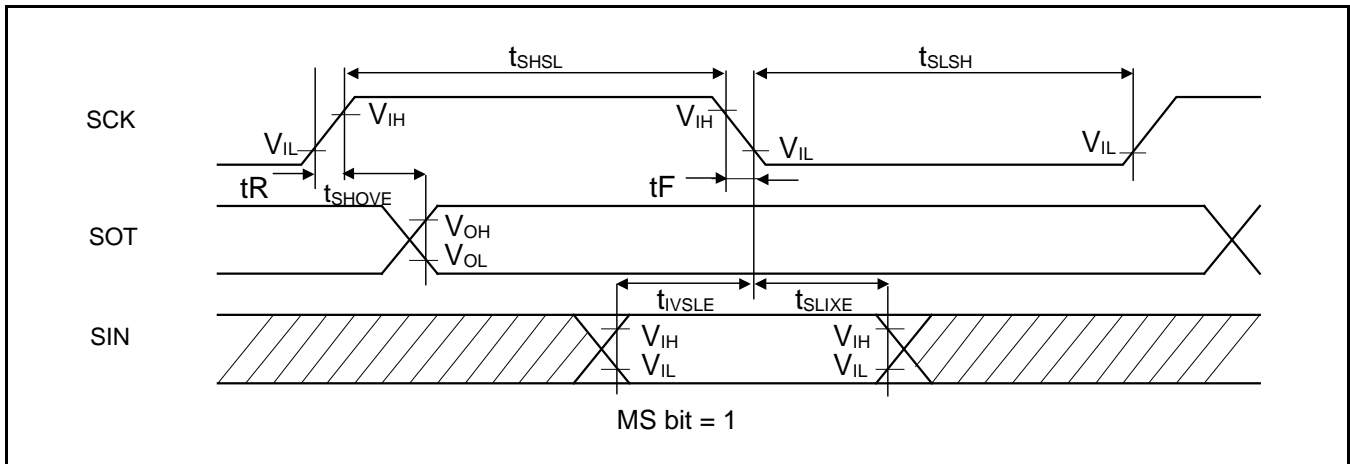 tSHSL
tSLSH
SCK
VIH
VIH
VIL
VIL
VIL
tR
tSHOVE
tF
SOT
VOH
VOL
tIVSLE
tSLIXE
SIN
VIH
VIH
VIL
VIL
MS bit = 1